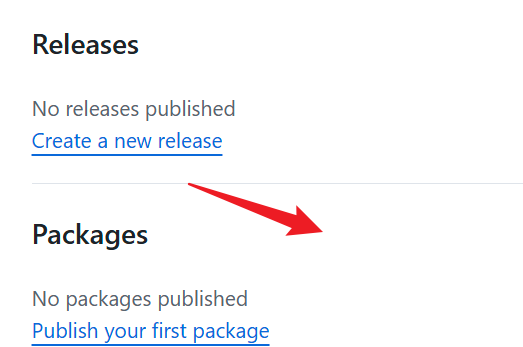 Releases
No releases published
Create a new release
Packages
No packages published
Publish your first package